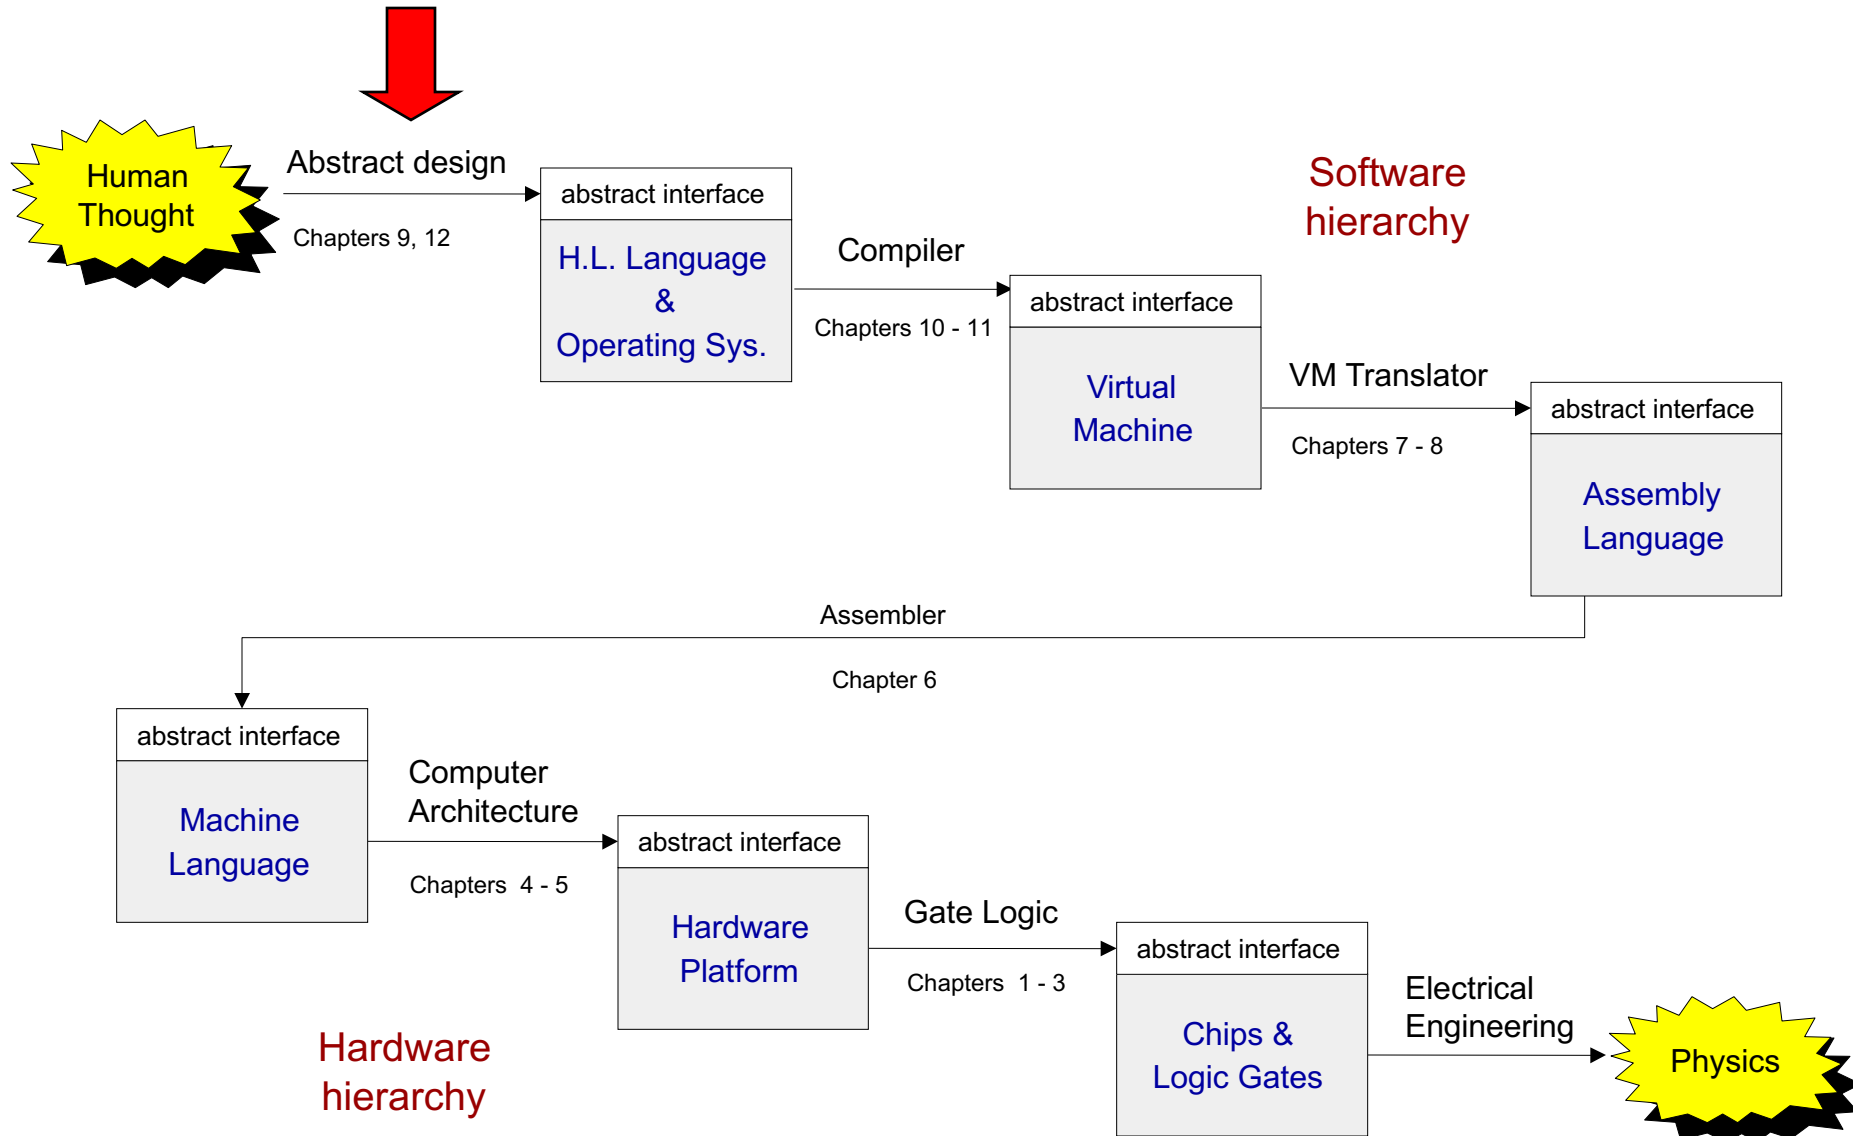 Human
Thought
Abstract design
Chapters 9, 12
abstract interface
H.L. Language
&
Operating Sys.
Compiler
Chapters 10 - 11
Software
hierarchy
abstract interface
Virtual
Machine
VM Translator
Chapters 7 - 8
abstract interface
Assembly
Language
Assembler
Chapter 6
abstract interface
Machine
Language
Computer
Architecture
Chapters 4 - 5
abstract interface
Hardware
Platform
Gate Logic
Chapters 1 - 3
abstract interface
Chips &
Logic Gates
Electrical
Engineering
Physics
Hardware
hierarchy